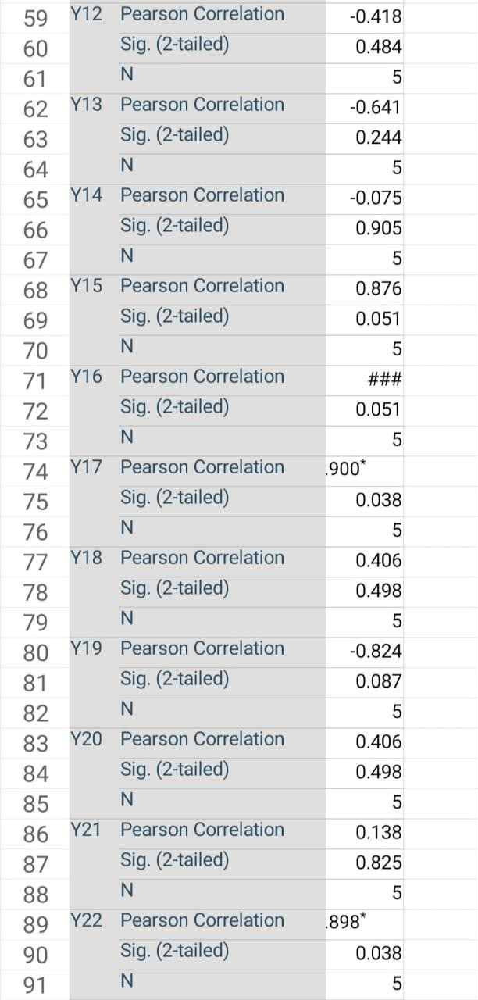 59 Y12 Pearson Correlation -0.418
60 Sig. (2-tailed) 0.484
61 N 5
62 Y13 Pearson Correlation -0.641
63 Sig. (2-tailed) 0.244
64 N 5
65 Y14 Pearson Correlation -0.075
66 Sig. (2-tailed) 0.905
67 N 5
68 Y15 Pearson Correlation 0.876
69 Sig. (2-tailed) 0.051
70 N 5
71 Y16 Pearson Correlation ###
72 Sig. (2-tailed) 0.051
73 N 5
74 Y17 Pearson Correlation .900*
75 Sig. (2-tailed) 0.038
76 N 5
77 Y18 Pearson Correlation 0.406
78 Sig. (2-tailed) 0.498
79 N 5
80 Y19 Pearson Correlation -0.824
81 Sig. (2-tailed) 0.087
82 N 5
83 Y20 Pearson Correlation 0.406
84 Sig. (2-tailed) 0.498
85 N 5
86 Y21 Pearson Correlation 0.138
87 Sig. (2-tailed) 0.825
88 N 5
89 Y22 Pearson Correlation .898*
90 Sig. (2-tailed) 0.038
91 N 5